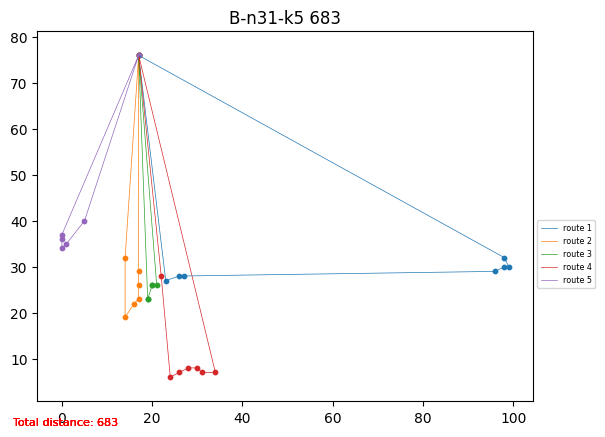 B-n31-k5 683
80
70
60
50
40
30
20
10
0 20 40 60 80 100
route 1
route 2
route 3
route 4
route 5
Total distance: 683